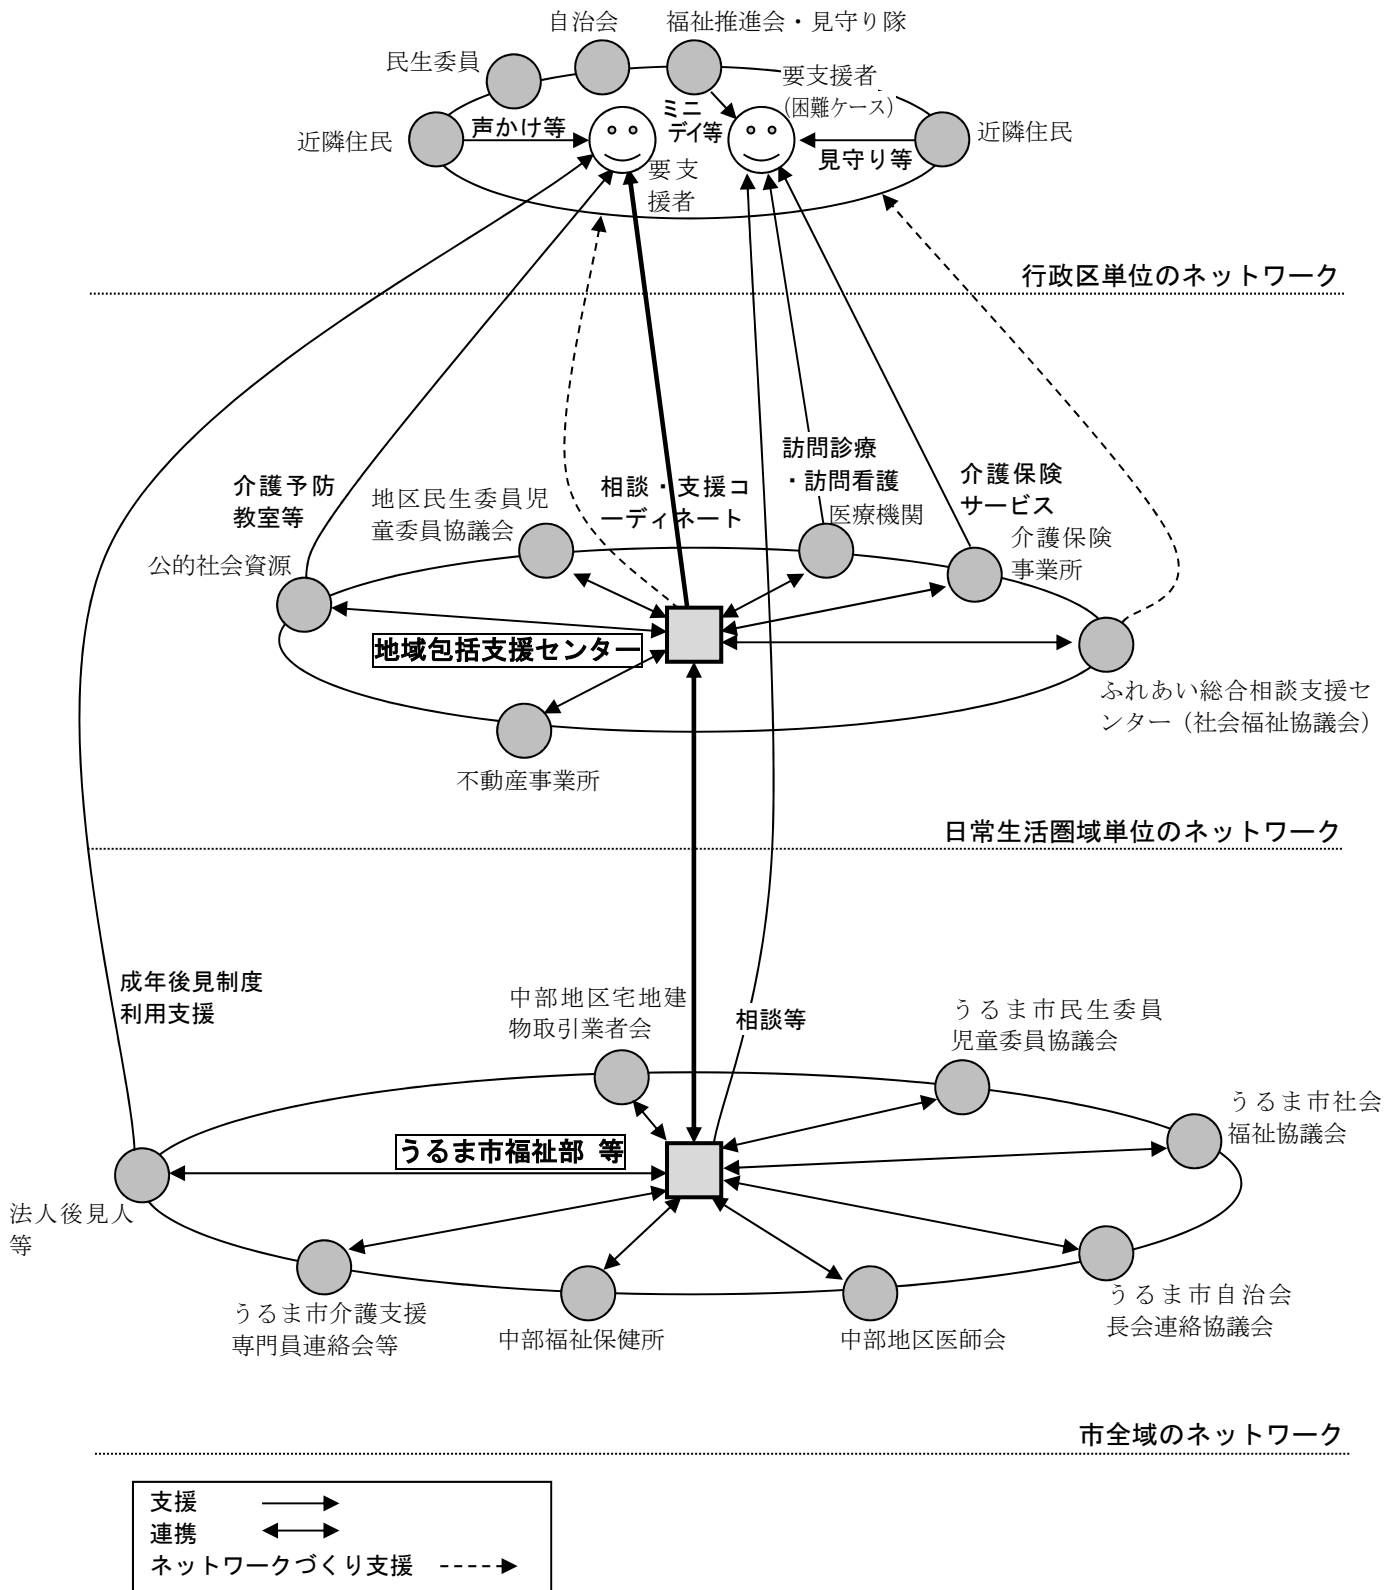 自治会
福祉推進会・見守り隊
民生委員
要支援者
(困難ケース)
ミニ
デイ等
近隣住民
声かけ等
見守り等
近隣住民
要支
援者
行政区単位のネットワーク
訪問診療
・訪問看護
介護保険
サービス
介護予防
教室等
地区民生委員児
童委員協議会
相談・支援コ
ーディネート
医療機関
介護保険
事業所
公的社会資源
地域包括支援センター
ふれあい総合相談支援セ
ンター（社会福祉協議会）
不動産事業所
日常生活圏域単位のネットワーク
成年後見制度
利用支援
中部地区宅地建
物取引業者会
相談等
うるま市民生委員
児童委員協議会
うるま市社会
福祉協議会
うるま市福祉部 等
法人後見人
等
うるま市介護支援
専門員連絡会等
中部福祉保健所
中部地区医師会
うるま市自治会
長会連絡協議会
市全域のネットワーク
支援
連携
ネットワークづくり支援